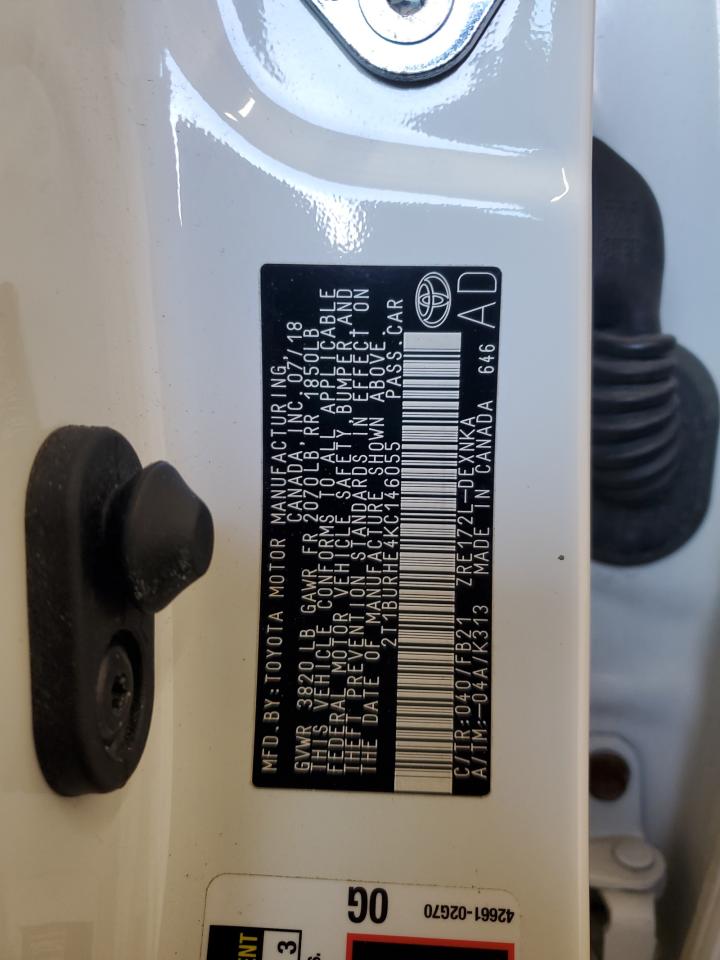 MFD. BY: TOYOTA MOTOR MANUFACTURING,
CANADA, INC. 07/18
GVWR 3820 LB GAWR FR 2070LB RR 1850LB
THIS VEHICLE CONFORMS TO ALL APPLICABLE
FEDERAL MOTOR VEHICLE SAFETY, BUMPER, AND
THEFT PREVENTION STANDARDS IN EFFECT ON
THE DATE OF MANUFACTURE SHOWN ABOVE.
2T1BURHE4KC146055 PASS. CAR
C/TR: 040/FB21 ZRE172L-DEXNKA
A/TM: -04A/K313 MADE IN CANADA 646
AD
0G
42661-02G70
3